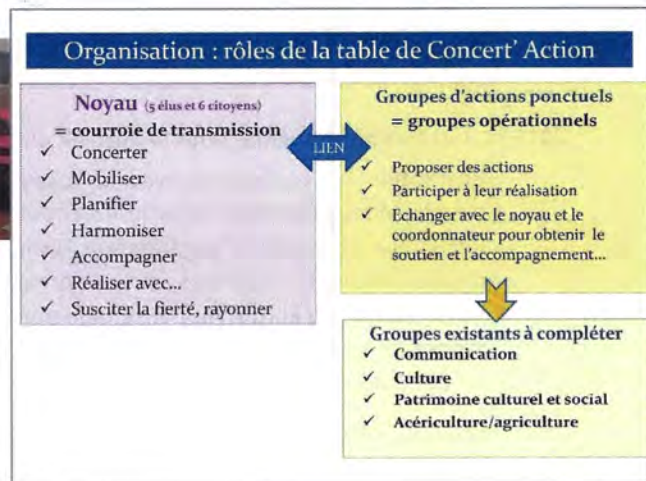 Organisation : rôles de la table de Concert' Action
Noyau (5 élus et 6 citoyens)
= courroie de transmission
✓ Concerter
✓ Mobiliser
✓ Planifier
✓ Harmoniser
✓ Accompagner
✓ Réaliser avec...
✓ Susciter la fierté, rayonner
LIEN
Groupes d'actions ponctuels
= groupes opérationnels
✓ Proposer des actions
✓ Participer à leur réalisation
✓ Echanger avec le noyau et le
coordonnateur pour obtenir le
soutien et l'accompagnement...
Groupes existants à compléter
✓ Communication
✓ Culture
✓ Patrimoine culturel et social
✓ Acériculture/agriculture